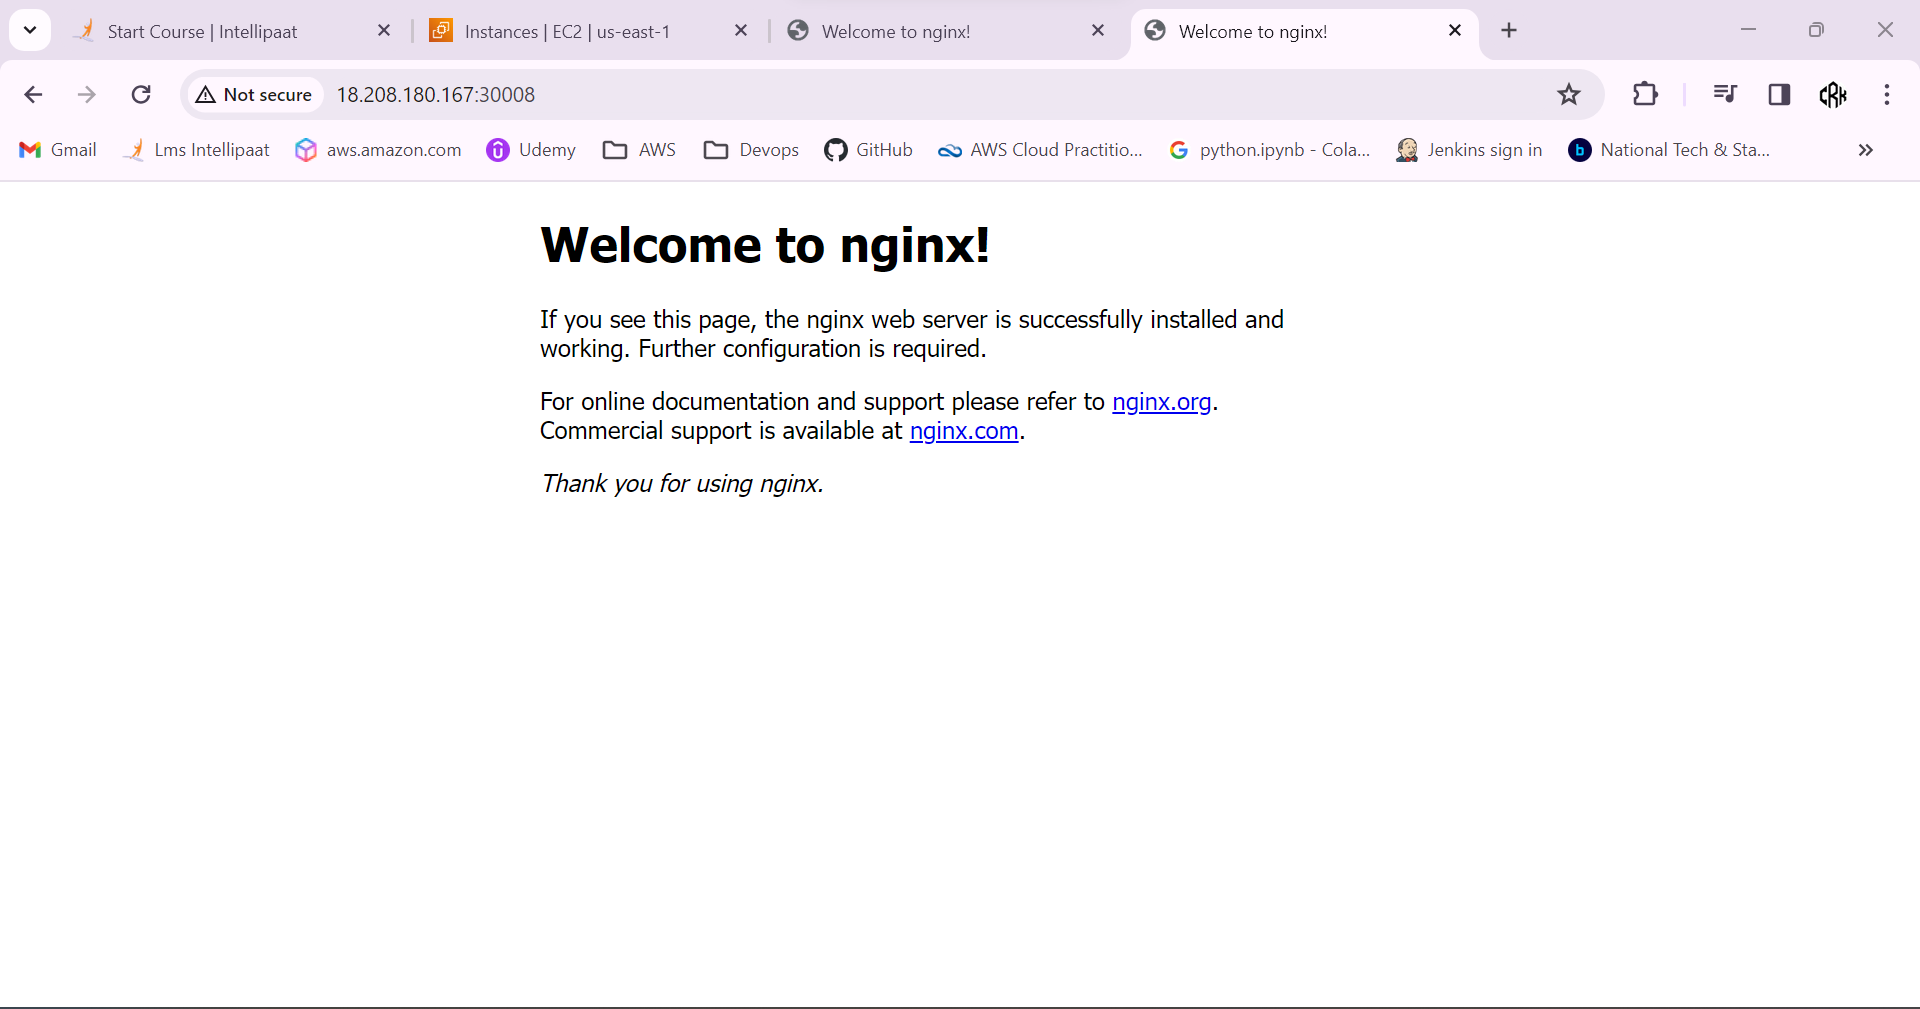 Start Course | Intellipaat
Instances | EC2 | us-east-1
Welcome to nginx!
Welcome to nginx!
Not secure
18.208.180.167:30008
CRK
Gmail
Lms Intellipaat
aws.amazon.com
Udemy
AWS
Devops
GitHub
AWS Cloud Practitio...
python.ipynb - Cola...
Jenkins sign in
b
National Tech & Sta...
Welcome to nginx!
If you see this page, the nginx web server is successfully installed and
working. Further configuration is required.
For online documentation and support please refer to nginx.org.
Commercial support is available at nginx.com.
Thank you for using nginx.